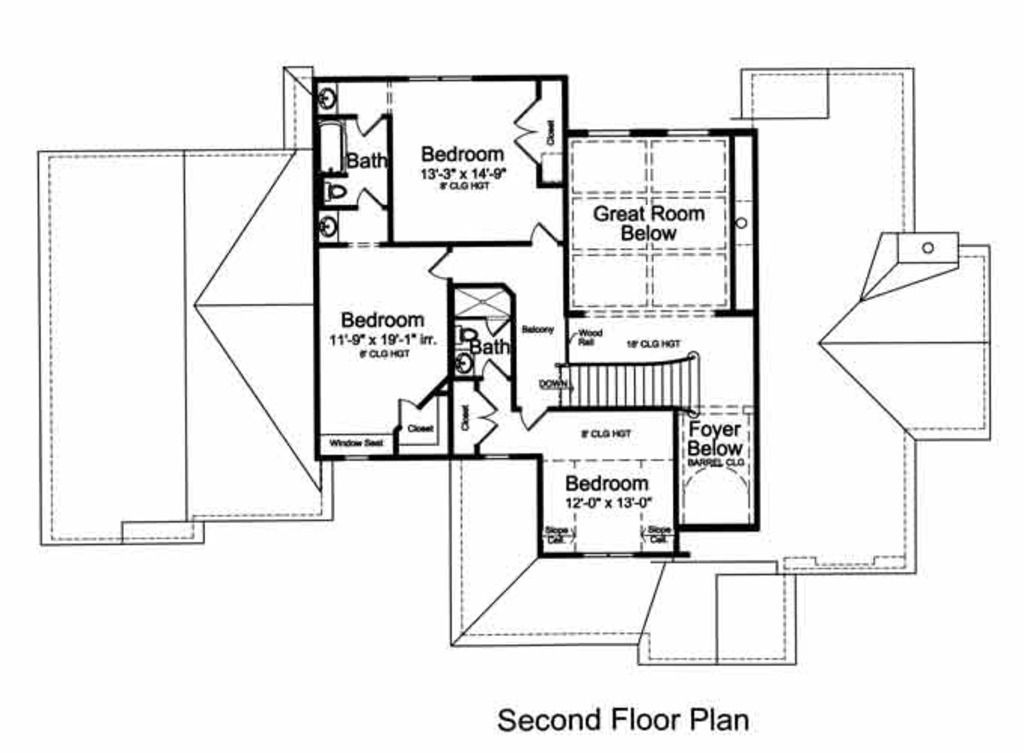 Closet
Bath
Bedroom
13'-3" x 14'-9"
8' CLG HGT
Great Room
Below
Bedroom
11'-9" x 19'-1" irr.
8' CLG HGT
Bath
Balcony
Wood
Rail
18' CLG HGT
DOWN
Closet
Closet
Window Seat
8' CLG HGT
Foyer
Below
BARREL CLG
Bedroom
12'-0" x 13'-0"
Slope
Ceil.
Slope
Ceil.
Second Floor Plan